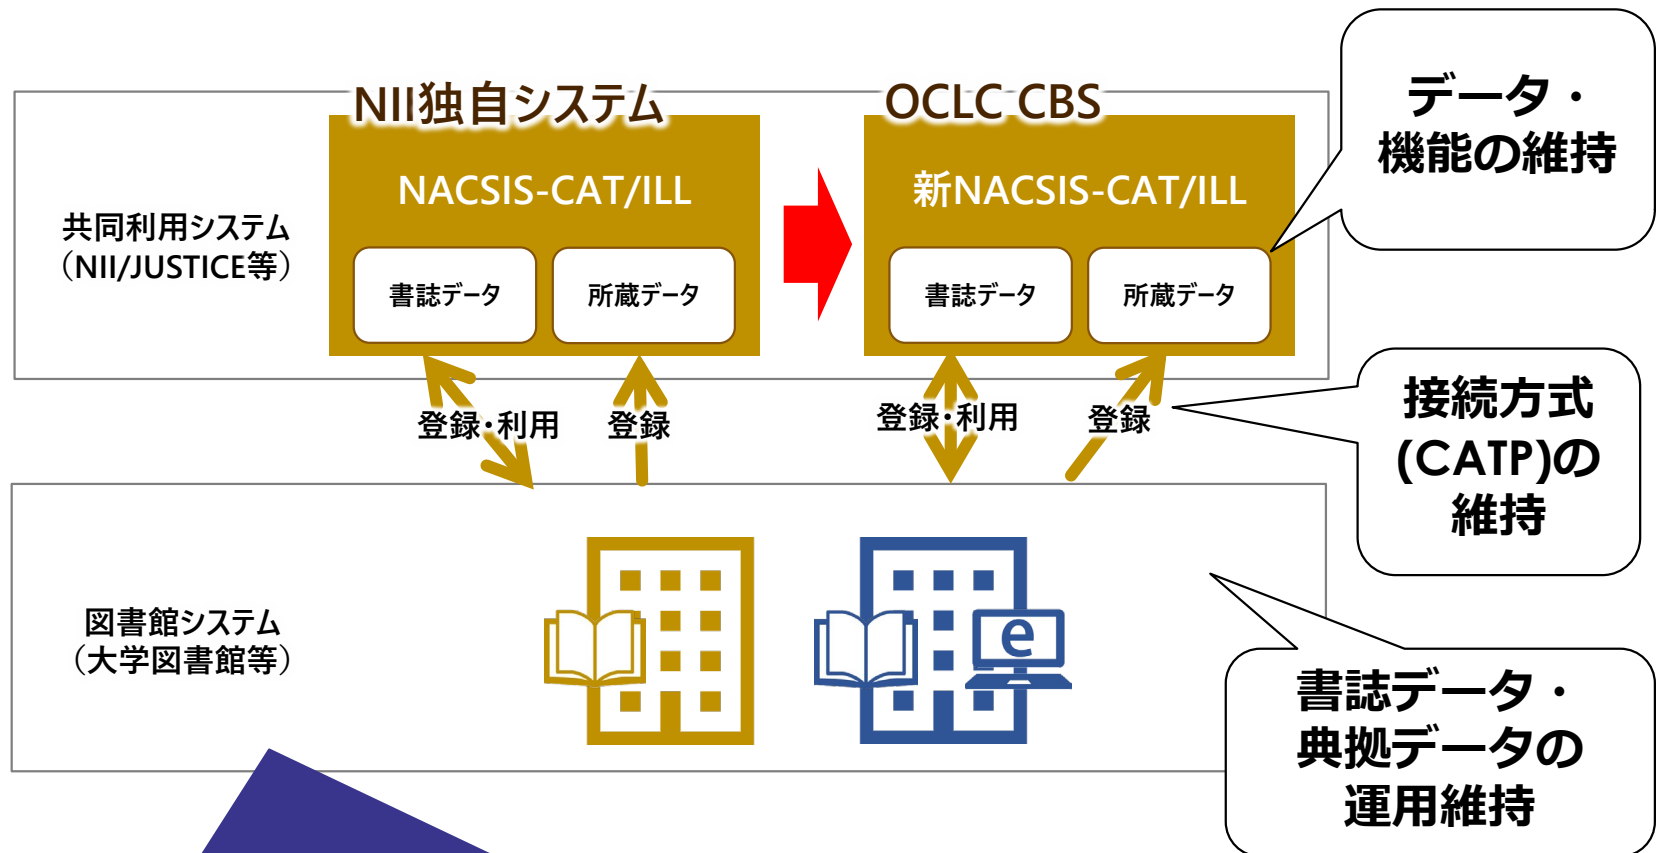 NII独自システム
OCLC CBS
データ・
機能の維持
NACSIS-CAT/ILL
新NACSIS-CAT/ILL
共同利用システム
（NII/JUSTICE等）
書誌データ
所蔵データ
書誌データ
所蔵データ
登録・利用
登録
登録・利用
登録
接続方式
(CATP)の
維持
図書館システム
（大学図書館等）
e
書誌データ・
典拠データの
運用維持